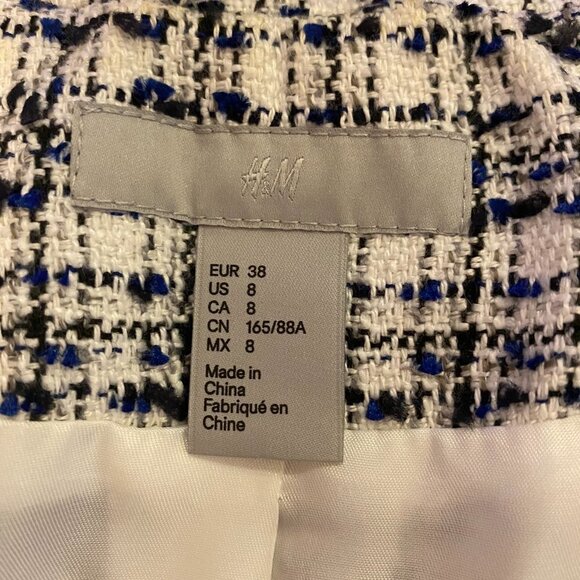 H&M
EUR 38
US 8
CA 8
CN 165/88A
MX 8
Made in
China
Fabriqué en
Chine